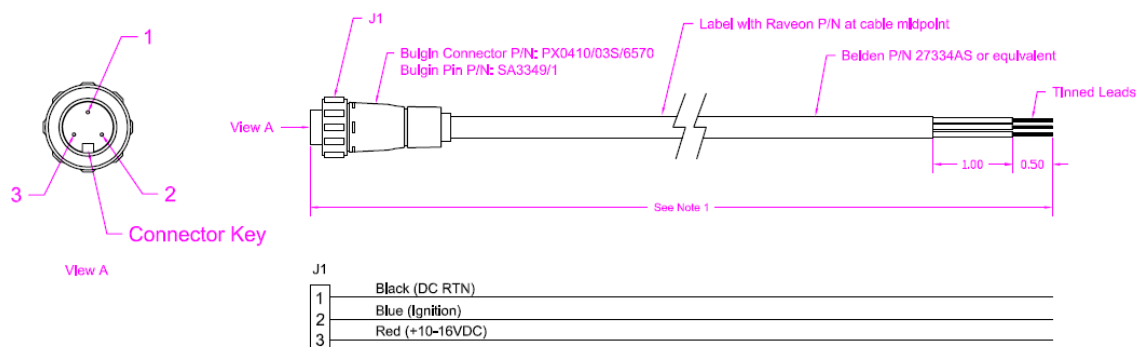 J1
Label with Raveon P/N at cable midpoint
1
Bulgin Connector P/N: PX0410/03S/6570
Bulgin Pin P/N: SA3349/1
Belden P/N 27334AS or equivalent
Tinned Leads
View A
3
2
1.00
0.50
See Note 1
Connector Key
View A
J1
1 Black (DC RTN)
2 Blue (Ignition)
3 Red (+10-16VDC)